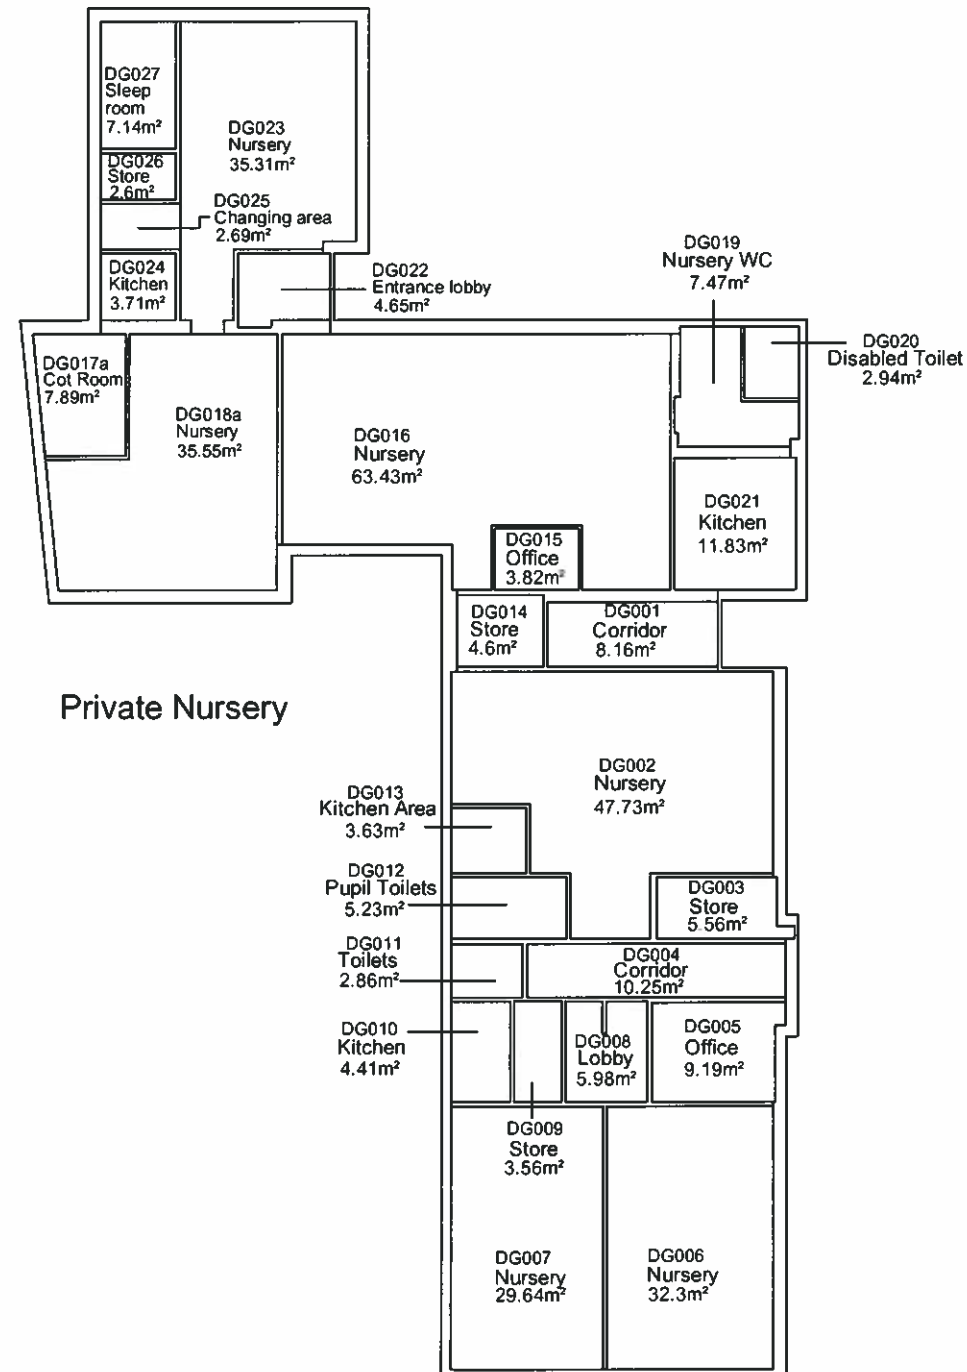 DG027
Sleep
room
7.14m²
DG023
Nursery
35.31m²
DG026
Store
2.6m²
DG025
Changing area
2.69m²
DG024
Kitchen
3.71m²
DG022
Entrance lobby
4.65m²
DG019
Nursery WC
7.47m²
DG020
Disabled Toilet
2.94m²
DG017a
Cot Room
7.89m²
DG018a
Nursery
35.55m²
DG016
Nursery
63.43m²
DG021
Kitchen
11.83m²
DG015
Office
3.82m²
DG014
Store
4.6m²
DG001
Corridor
8.16m²
Private Nursery
DG002
Nursery
47.73m²
DG013
Kitchen Area
3.63m²
DG012
Pupil Toilets
5.23m²
DG003
Store
5.56m²
DG011
Toilets
2.86m²
DG004
Corridor
10.25m²
DG010
Kitchen
4.41m²
DG008
Lobby
5.98m²
DG005
Office
9.19m²
DG009
Store
3.56m²
DG007
Nursery
29.64m²
DG006
Nursery
32.3m²